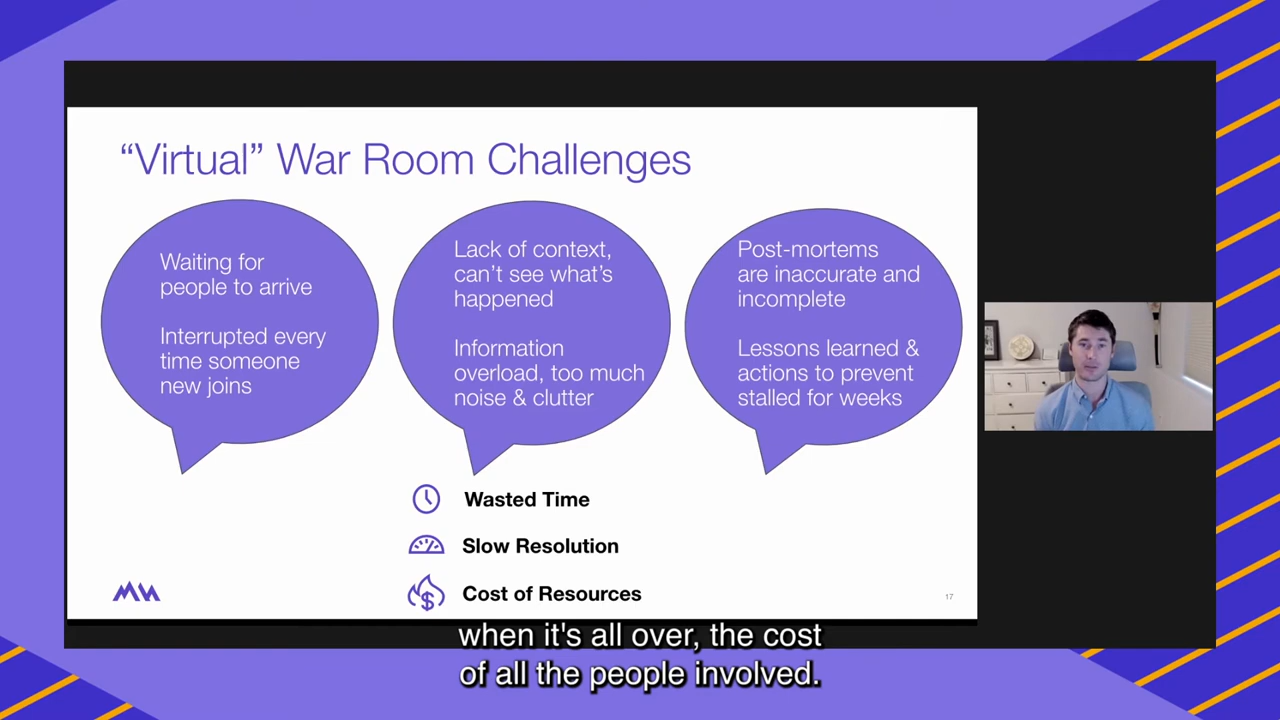 “Virtual” War Room Challenges
Waiting for
people to arrive
Interrupted every
time someone
new joins
Lack of context,
can’t see what’s
happened
Information
overload, too much
noise & clutter
Post-mortems
are inaccurate and
incomplete
Lessons learned &
actions to prevent
stalled for weeks
Wasted Time
Slow Resolution
Cost of Resources
17
when it's all over, the cost
of all the people involved.